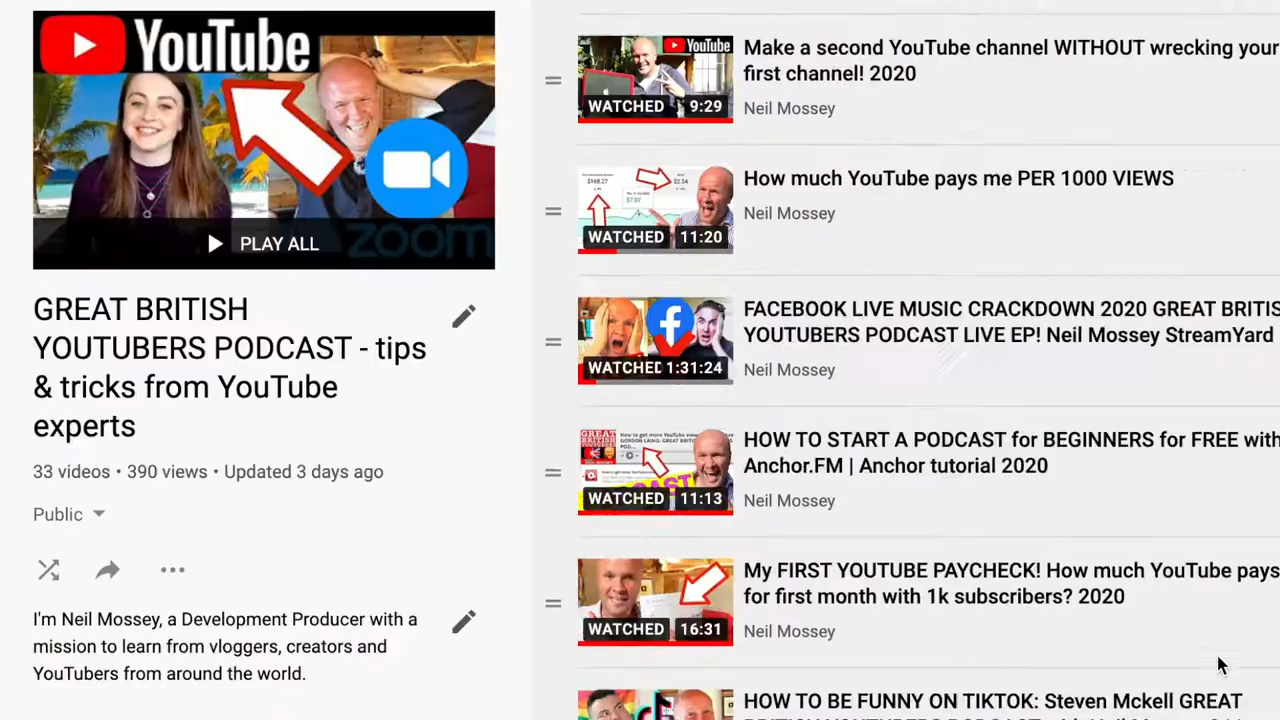 YouTube
zoom
PLAY ALL
GREAT BRITISH
YOUTUBERS PODCAST - tips
& tricks from YouTube
experts
33 videos • 390 views • Updated 3 days ago
Public
I'm Neil Mossey, a Development Producer with a
mission to learn from vloggers, creators and
YouTubers from around the world.
YouTube
WATCHED 9:29
Make a second YouTube channel WITHOUT wrecking your
first channel! 2020
Neil Mossey
$168.27
$2.54
$7.07
WATCHED 11:20
How much YouTube pays me PER 1000 VIEWS
Neil Mossey
WATCHED 1:31:24
FACEBOOK LIVE MUSIC CRACKDOWN 2020 GREAT BRITIS
YOUTUBERS PODCAST LIVE EP! Neil Mossey StreamYard
Neil Mossey
WATCHED 11:13
HOW TO START A PODCAST for BEGINNERS for FREE with
Anchor.FM | Anchor tutorial 2020
Neil Mossey
WATCHED 16:31
My FIRST YOUTUBE PAYCHECK! How much YouTube pays
for first month with 1k subscribers? 2020
Neil Mossey
HOW TO BE FUNNY ON TIKTOK: Steven Mckell GREAT